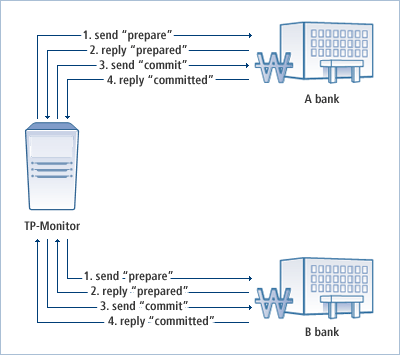 1. send “prepare”
2. reply “prepared”
3. send “commit”
4. reply “committed”
A bank
TP-Monitor
1. send “prepare”
2. reply “prepared”
3. send “commit”
4. reply “committed”
B bank